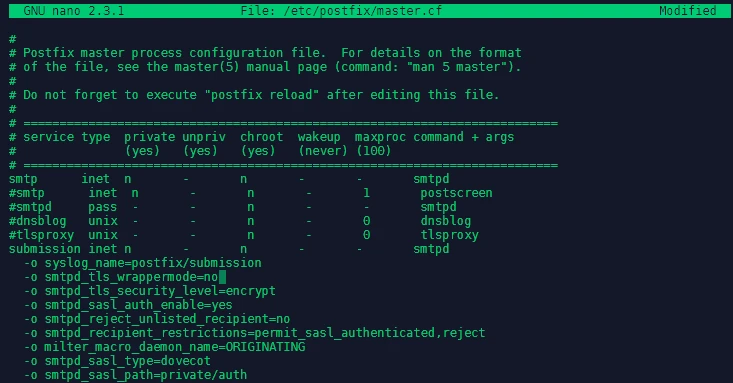 GNU nano 2.3.1 File: /etc/postfix/master.cf Modified
#
# Postfix master process configuration file.  For details on the format
# of the file, see the master(5) manual page (command: "man 5 master").
#
# Do not forget to execute "postfix reload" after editing this file.
#
# ==========================================================================
# service type  private unpriv  chroot  wakeup  maxproc command + args
#               (yes)   (yes)   (yes)   (never) (100)
# ==========================================================================
smtp      inet  n       -       n       -       -       smtpd
#smtp      inet  n       -       n       -       1       postscreen
#smtpd     pass  -       -       n       -       -       smtpd
#dnsblog   unix  -       -       n       -       0       dnsblog
#tlsproxy  unix  -       -       n       -       0       tlsproxy
submission inet n       -       n       -       -       smtpd
  -o syslog_name=postfix/submission
  -o smtpd_tls_wrappermode=no
  -o smtpd_tls_security_level=encrypt
  -o smtpd_sasl_auth_enable=yes
  -o smtpd_reject_unlisted_recipient=no
  -o smtpd_recipient_restrictions=permit_sasl_authenticated,reject
  -o milter_macro_daemon_name=ORIGINATING
  -o smtpd_sasl_type=dovecot
  -o smtpd_sasl_path=private/auth